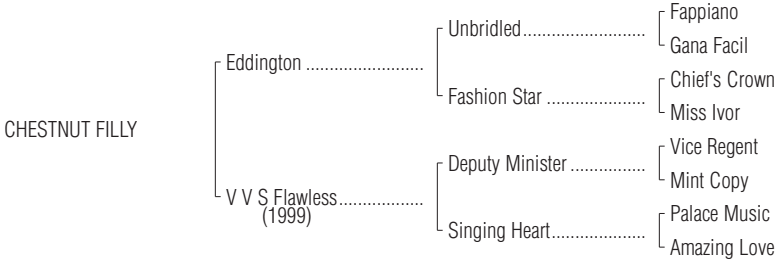 Fappiano
Unbridled
Gana Facil
Eddington
Chief's Crown
Fashion Star
Miss Ivor
CHESTNUT FILLY
Vice Regent
Deputy Minister
Mint Copy
V V S Flawless
(1999)
Palace Music
Singing Heart
Amazing Love